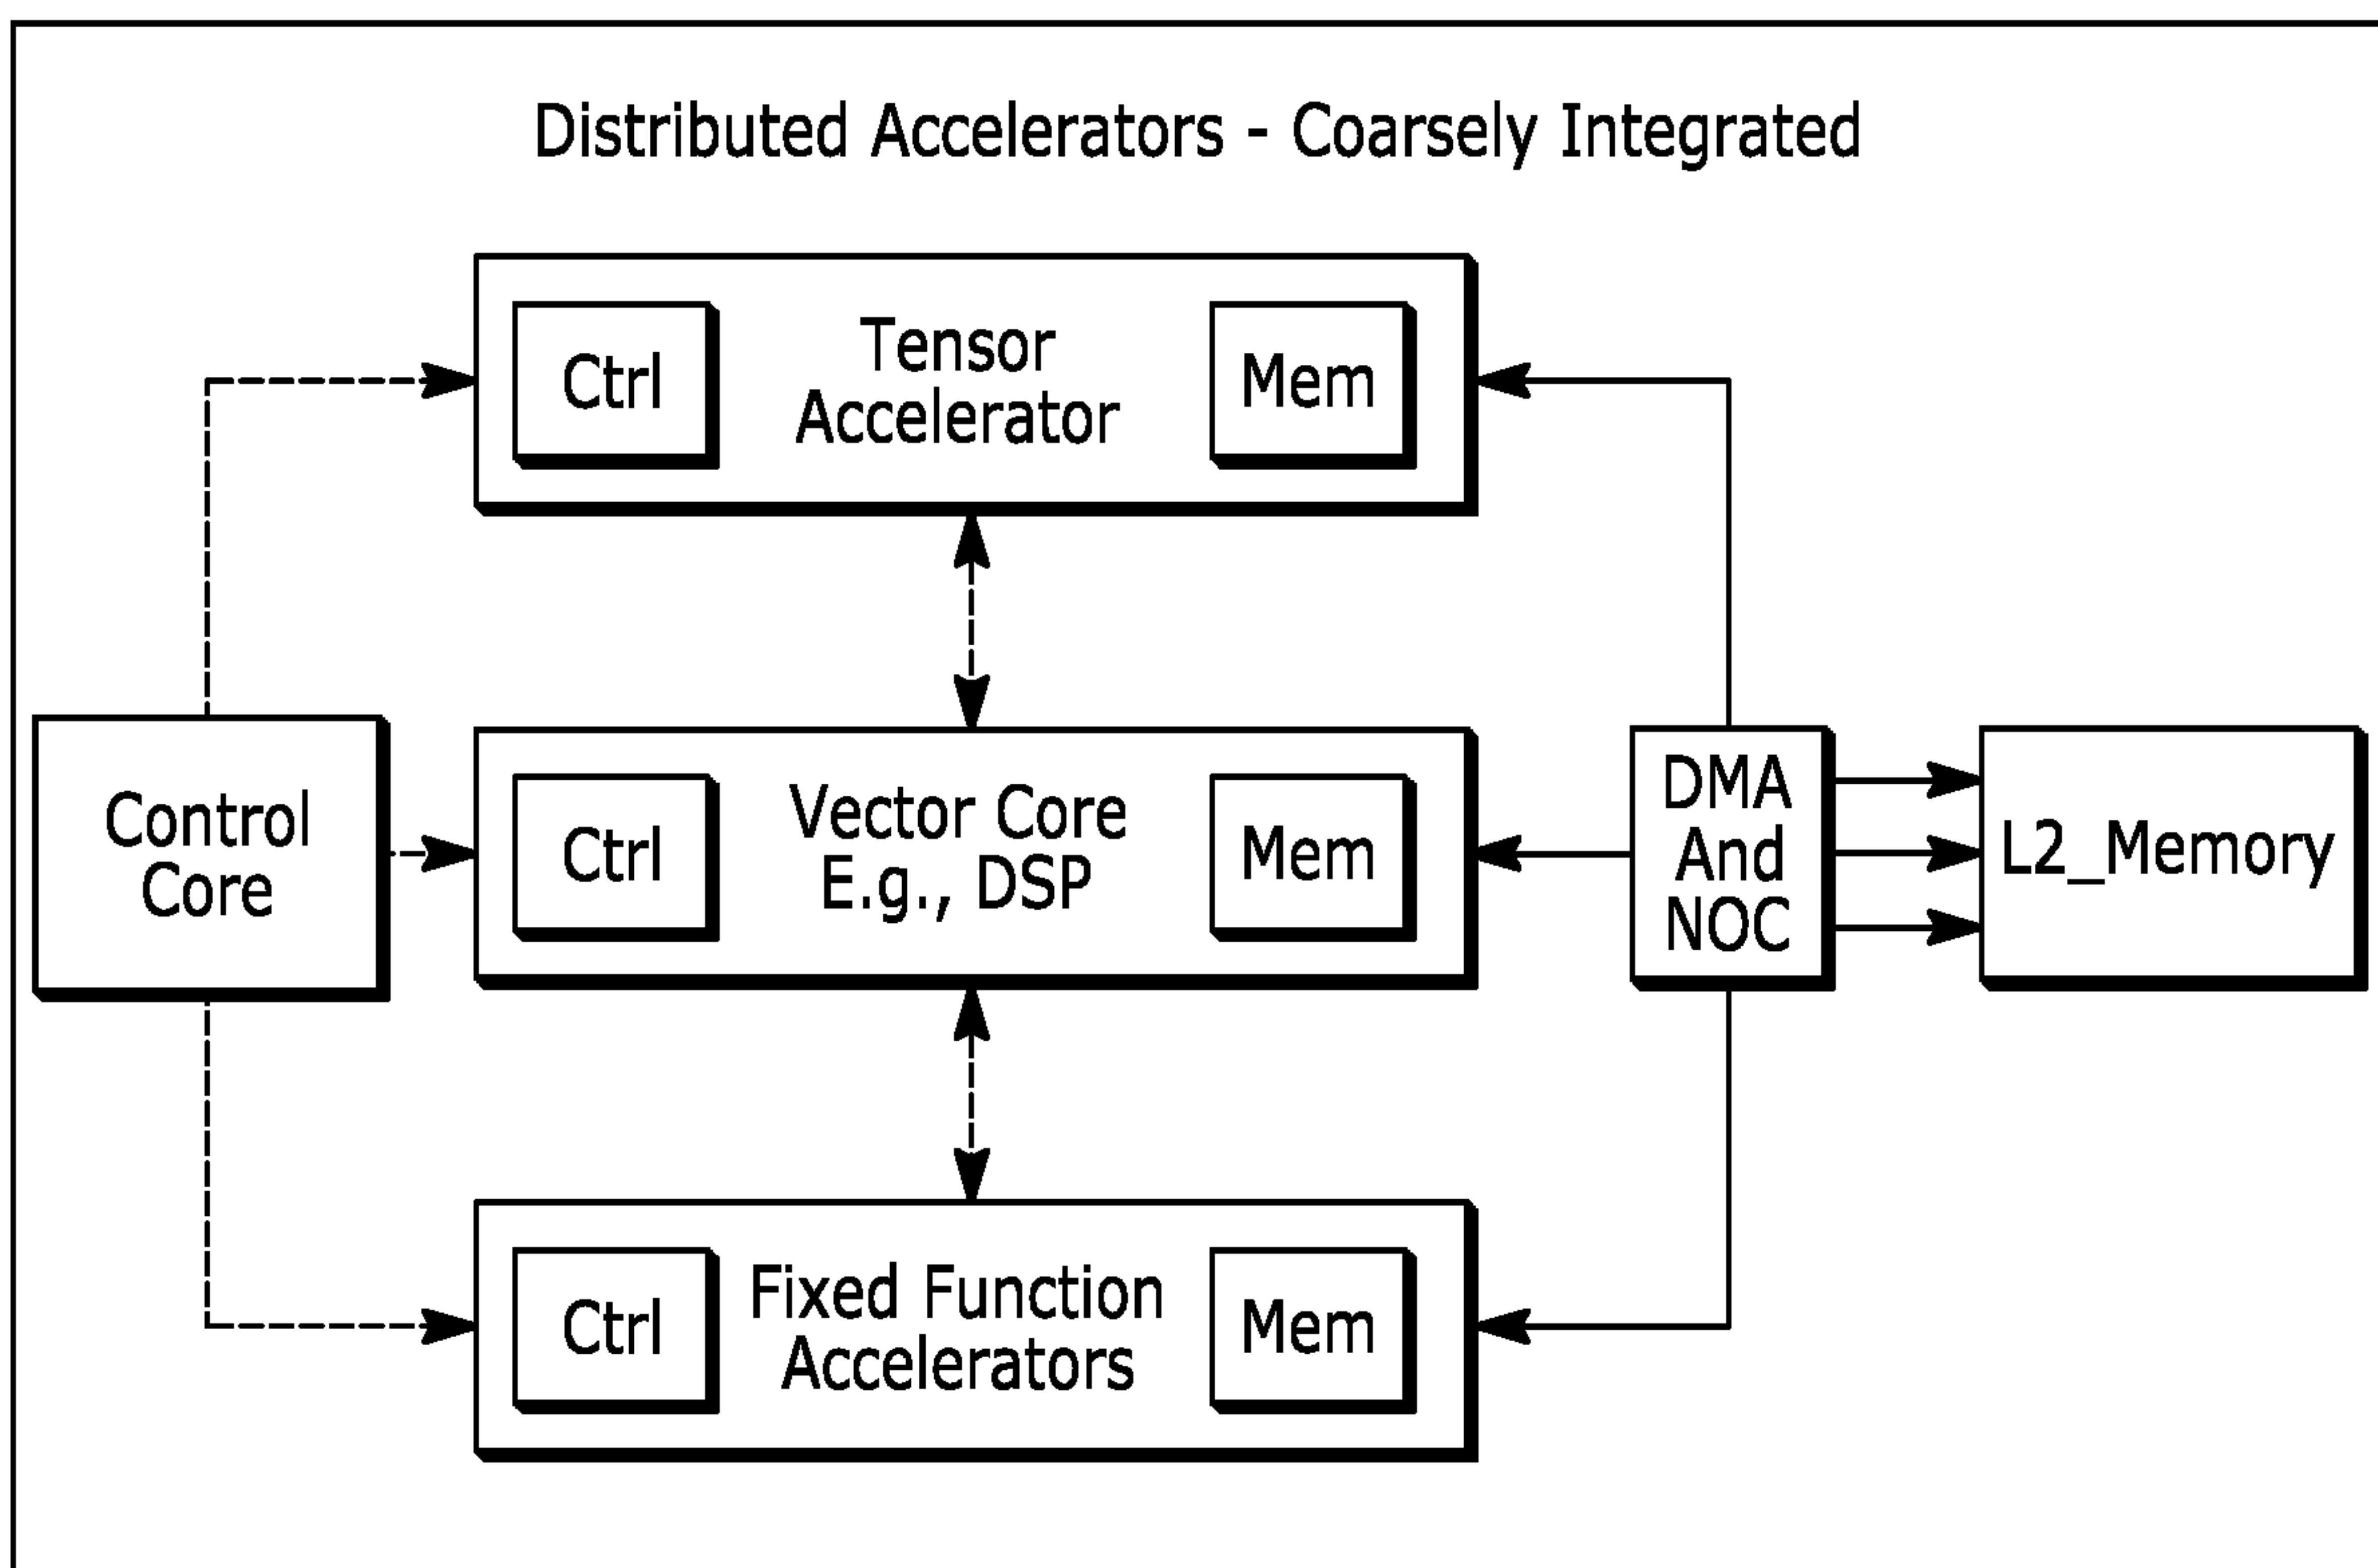 Distributed Accelerators - Coarsely Integrated
Ctrl
Tensor
Accelerator
Mem
Control
Core
Ctrl
Vector Core
E.g., DSP
Mem
DMA
And
NOC
L2_Memory
Ctrl
Fixed Function
Accelerators
Mem